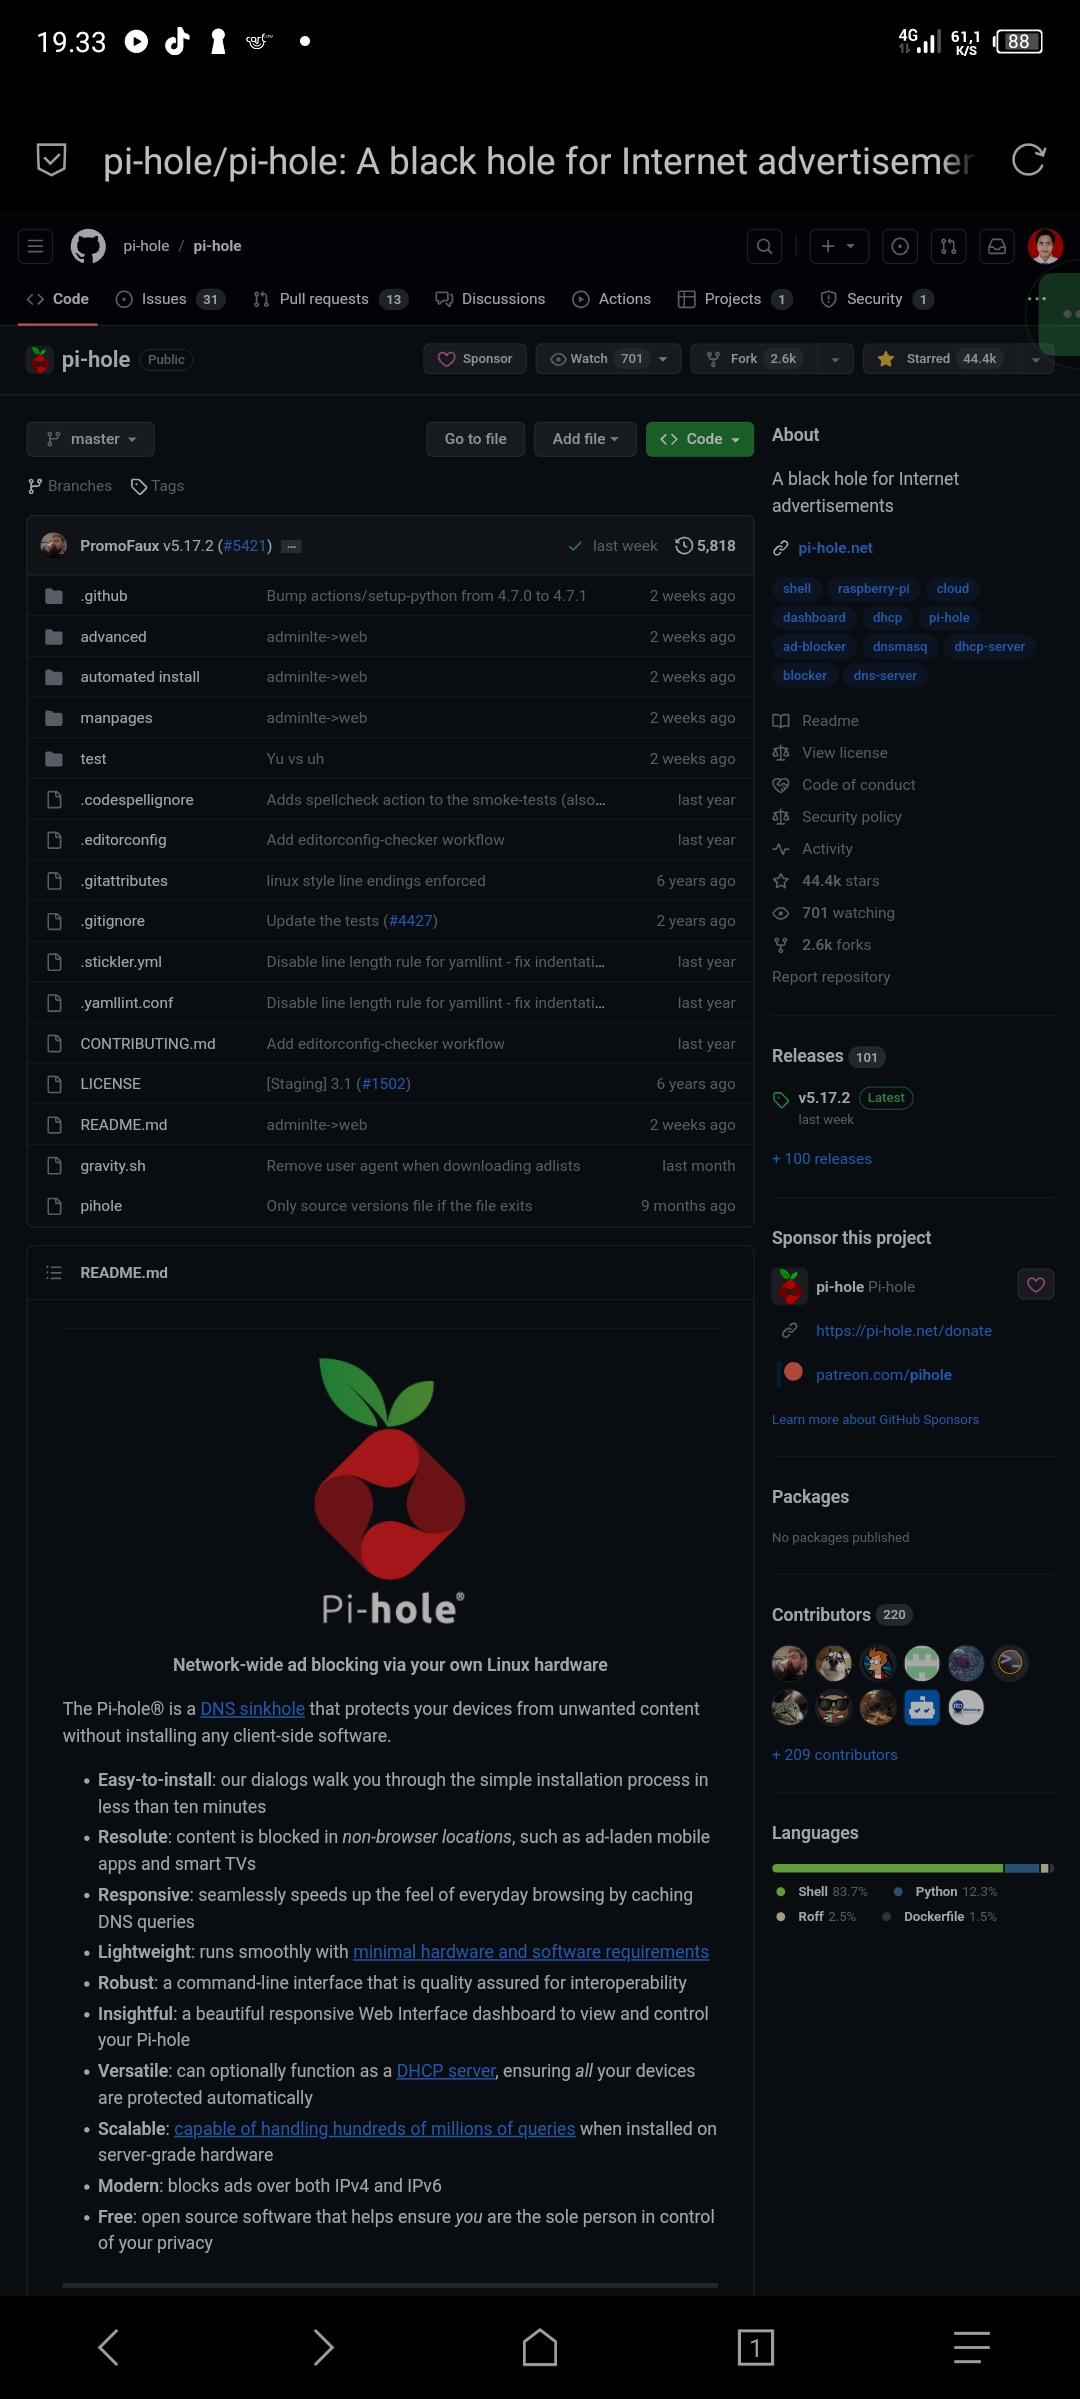 19.33
4G
61,1
K/S
88
pi-hole/pi-hole: A black hole for Internet advertisemer
pi-hole / pi-hole
Code Issues 31 Pull requests 13 Discussions Actions Projects 1 Security 1
pi-hole Public Sponsor Watch 701 Fork 2.6k Starred 44.4k
master Go to file Add file Code
Branches Tags
PromoFaux v5.17.2 (#5421) ... last week 5,818
.github Bump actions/setup-python from 4.7.0 to 4.7.1 2 weeks ago
advanced adminlte->web 2 weeks ago
automated install adminlte->web 2 weeks ago
manpages adminlte->web 2 weeks ago
test Yu vs uh 2 weeks ago
.codespellignore Adds spellcheck action to the smoke-tests (also... last year
.editorconfig Add editorconfig-checker workflow last year
.gitattributes linux style line endings enforced 6 years ago
.gitignore Update the tests (#4427) 2 years ago
.stickler.yml Disable line length rule for yamllint - fix indentati... last year
.yamllint.conf Disable line length rule for yamllint - fix indentati... last year
CONTRIBUTING.md Add editorconfig-checker workflow last year
LICENSE [Staging] 3.1 (#1502) 6 years ago
README.md adminlte->web 2 weeks ago
gravity.sh Remove user agent when downloading adlists last month
pihole Only source versions file if the file exits 9 months ago
README.md
Pi-hole®
Network-wide ad blocking via your own Linux hardware
The Pi-hole® is a DNS sinkhole that protects your devices from unwanted content
without installing any client-side software.
• Easy-to-install: our dialogs walk you through the simple installation process in
less than ten minutes
• Resolute: content is blocked in non-browser locations, such as ad-laden mobile
apps and smart TVs
• Responsive: seamlessly speeds up the feel of everyday browsing by caching
DNS queries
• Lightweight: runs smoothly with minimal hardware and software requirements
• Robust: a command-line interface that is quality assured for interoperability
• Insightful: a beautiful responsive Web Interface dashboard to view and control
your Pi-hole
• Versatile: can optionally function as a DHCP server, ensuring all your devices
are protected automatically
• Scalable: capable of handling hundreds of millions of queries when installed on
server-grade hardware
• Modern: blocks ads over both IPv4 and IPv6
• Free: open source software that helps ensure you are the sole person in control
of your privacy
About
A black hole for Internet
advertisements
pi-hole.net
shell raspberry-pi cloud
dashboard dhcp pi-hole
ad-blocker dnsmasq dhcp-server
blocker dns-server
Readme
View license
Code of conduct
Security policy
Activity
44.4k stars
701 watching
2.6k forks
Report repository
Releases 101
v5.17.2 Latest
last week
+ 100 releases
Sponsor this project
pi-hole Pi-hole
https://pi-hole.net/donate
patreon.com/pihole
Learn more about GitHub Sponsors
Packages
No packages published
Contributors 220
+ 209 contributors
Languages
Shell 83.7% Python 12.3%
Roff 2.5% Dockerfile 1.5%
1